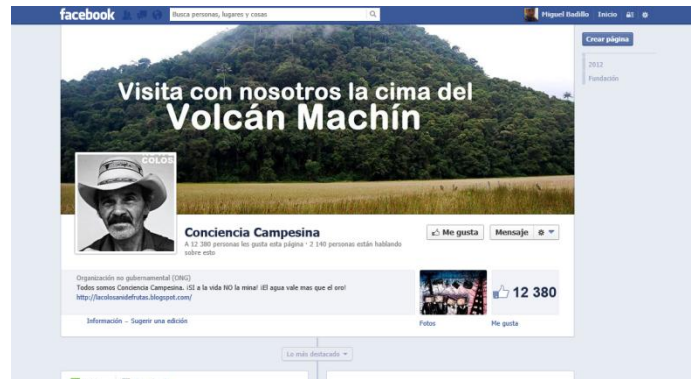 facebook
Busca personas, lugares y cosas
Miguel Badillo Inicio
Crear página
2012
Fundación
Visita con nosotros la cima del
Volcán Machín
COLOS
Conciencia Campesina
A 12 380 personas les gusta esta página · 2 140 personas están hablando
sobre esto
Me gusta
Mensaje
Organización no gubernamental (ONG)
Todos somos Conciencia Campesina. ¡SI a la vida NO la mina! ¡El agua vale mas que el oro!
http://lacolosanidefrutas.blogspot.com/
12 380
Información – Sugerir una edición
Fotos
Me gusta
Lo más destacado